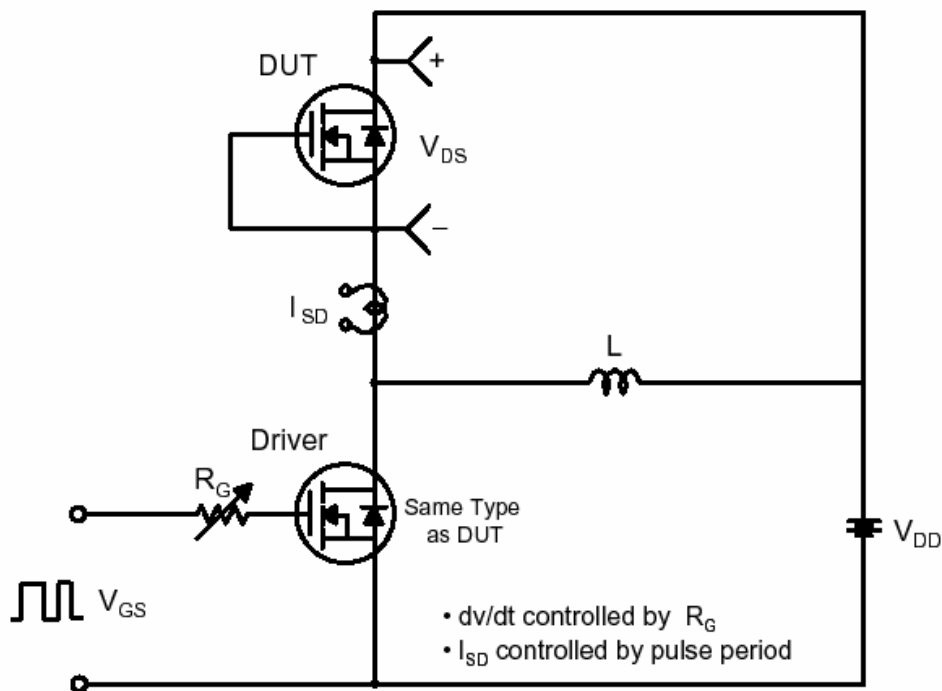 DUT
+
V_DS
–
I_SD
L
Driver
R_G
Same Type
as DUT
V_DD
V_GS
• dv/dt controlled by R_G
• I_SD controlled by pulse period